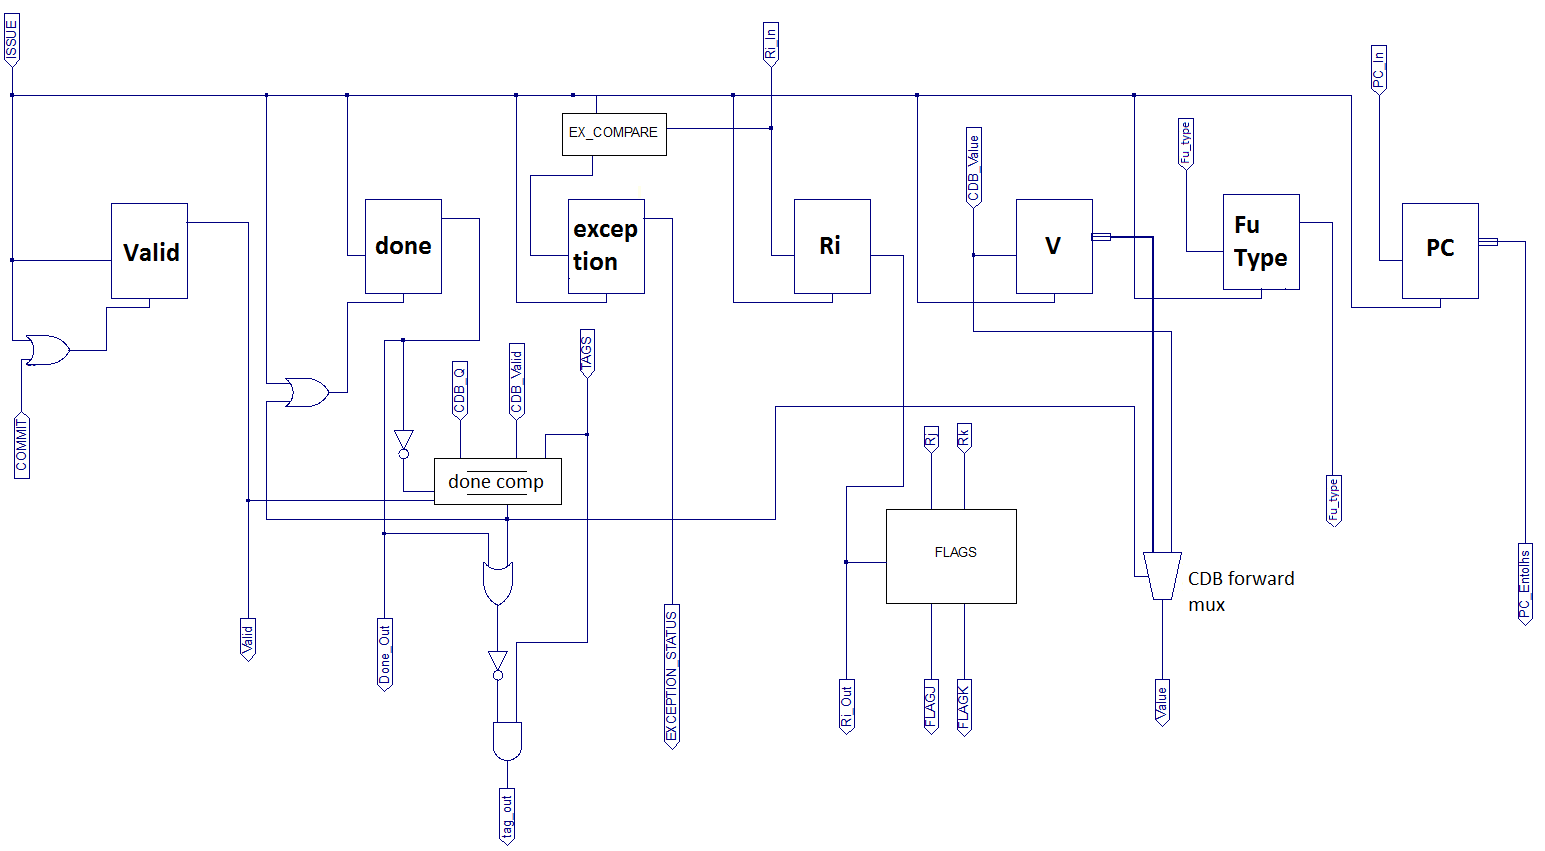 ISSUE
Ri_In
PC_In
EX_COMPARE
Fu_type
CDB_Value
Valid
done
excep
tion
Ri
V
Fu
Type
PC
TAGS
CDB_Valid
CDB_Q
COMMIT
done comp
Rj
Rk
Fu_type
FLAGS
CDB forward
mux
PC_Entolhs
Valid
Done_Out
EXCEPTION_STATUS
Ri_Out
FLAGJ
FLAGK
Value
tag_out